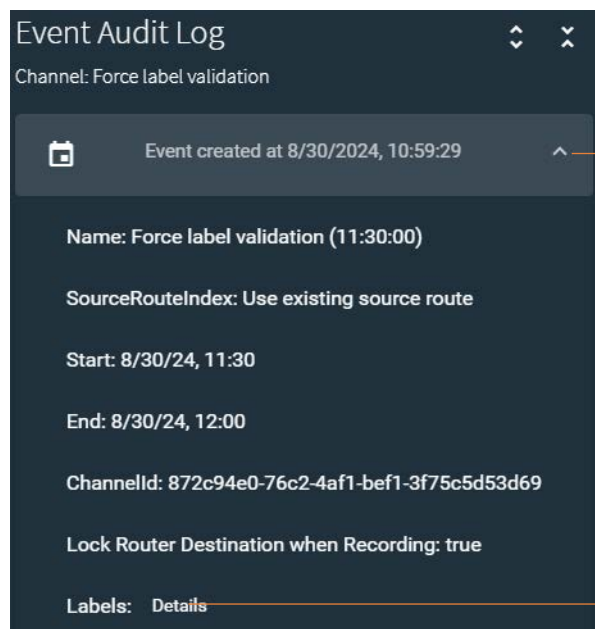 Event Audit Log
Channel: Force label validation
Event created at 8/30/2024, 10:59:29
Name: Force label validation (11:30:00)
SourceRouteIndex: Use existing source route
Start: 8/30/24, 11:30
End: 8/30/24, 12:00
ChannelId: 872c94e0-76c2-4af1-bef1-3f75c5d53d69
Lock Router Destination when Recording: true
Labels: Details